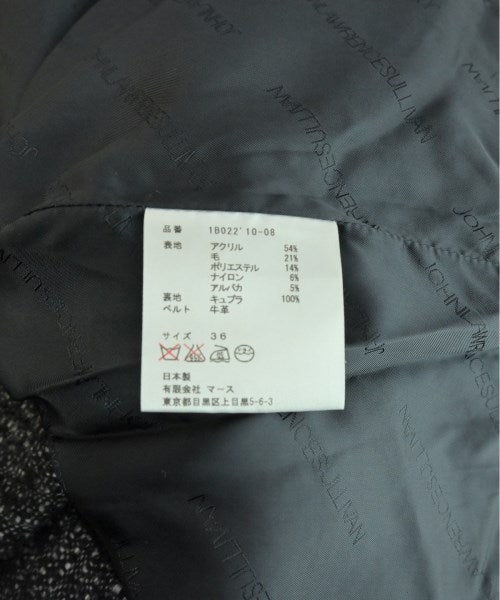 品番 1B022'10-08
表地 アクリル 54%
毛 21%
ポリエステル 14%
ナイロン 6%
アルパカ 5%
裏地 キュプラ 100%
ベルト 牛革
サイズ 36
日本製
有限会社 マース
東京都目黒区上目黒5-6-3
JOHNLAWRENCESULLIVAN
JOHNLAWRENCESULLIVAN
JOHNLAWRENCESULLIVAN